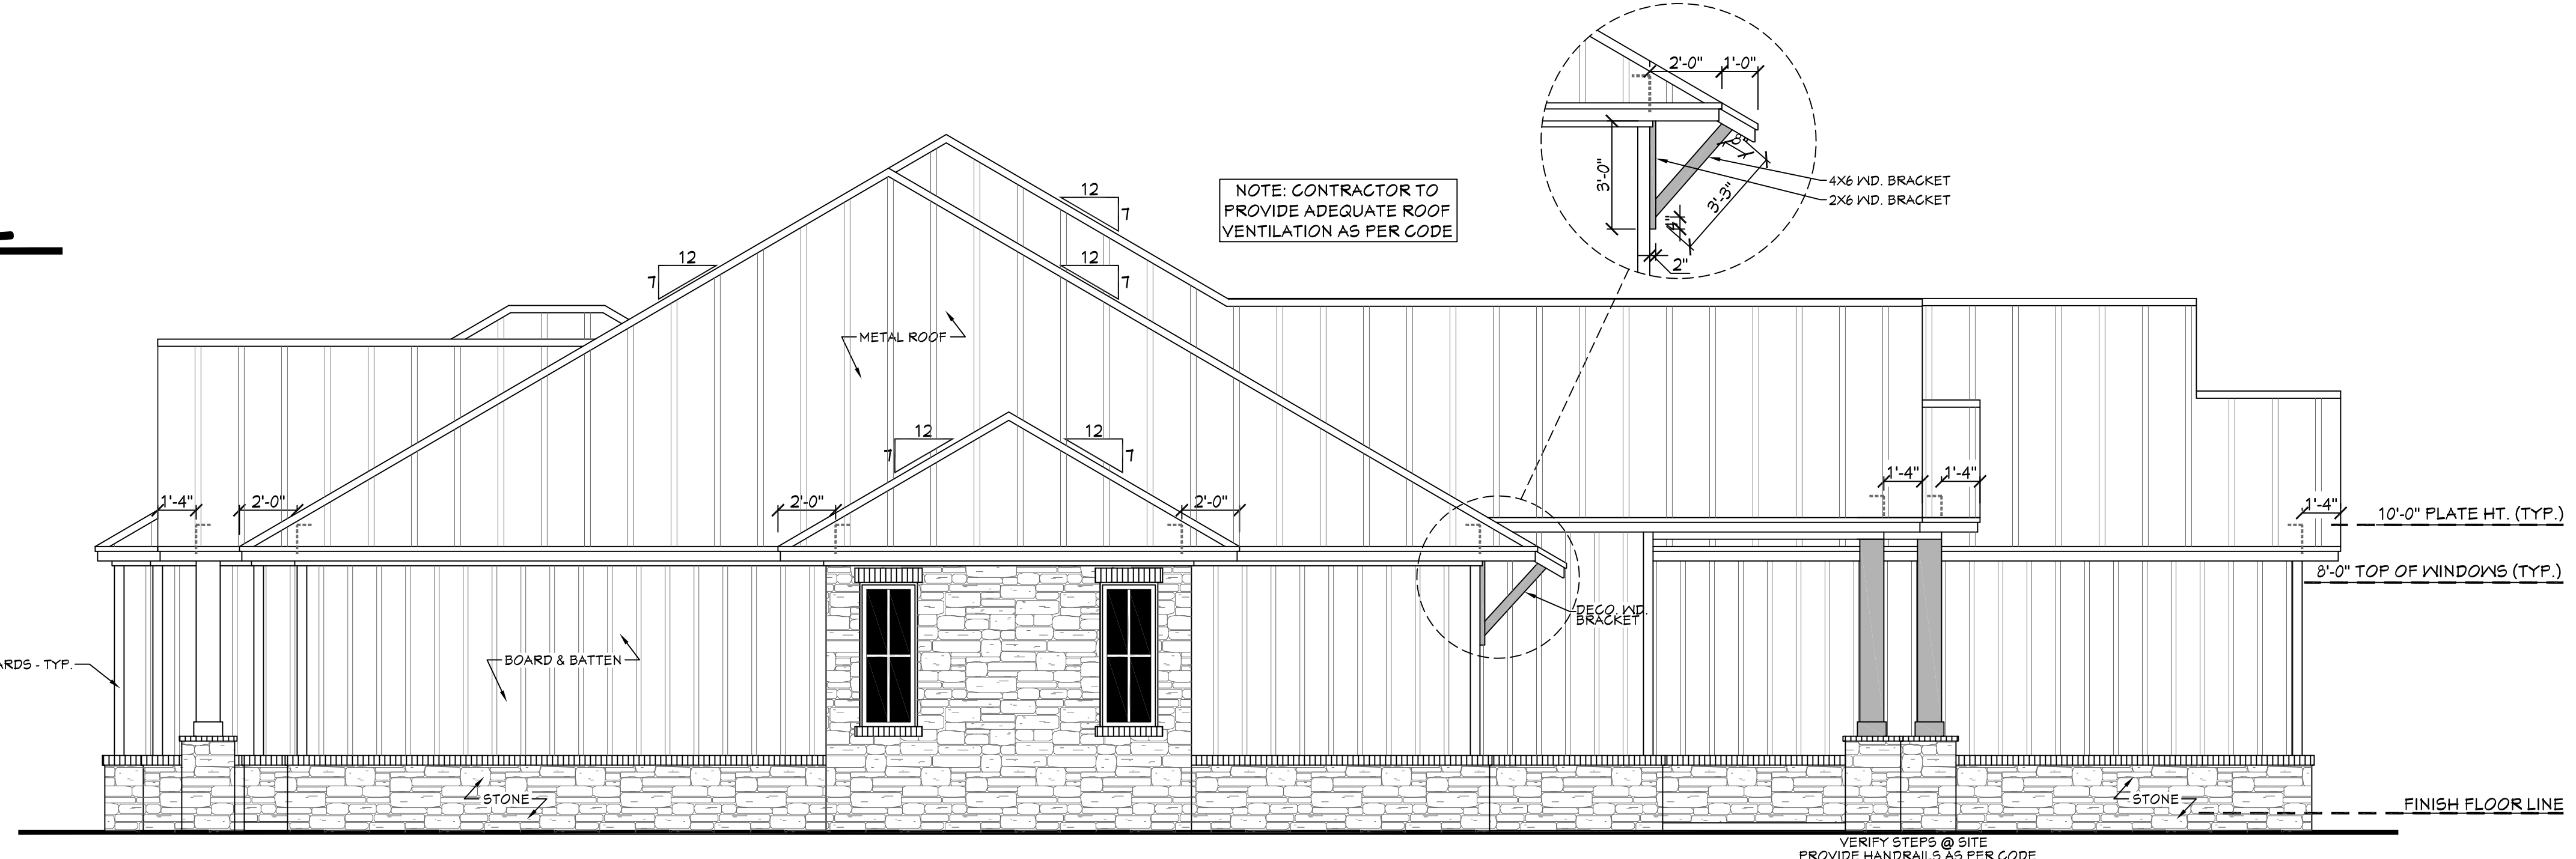 2'-0" 1'-0"
8"
3'-0"
3'-3"
4"
2"
4X6 WD. BRACKET
2X6 WD. BRACKET
NOTE: CONTRACTOR TO
PROVIDE ADEQUATE ROOF
VENTILATION AS PER CODE
12
7
12
7
12
7
METAL ROOF
12
7
12
7
1'-4"
2'-0"
2'-0"
2'-0"
1'-4"
1'-4"
1'-4"
10'-0" PLATE HT. (TYP.)
8'-0" TOP OF WINDOWS (TYP.)
DECO. WD.
BRACKET
ARDS - TYP.
BOARD & BATTEN
STONE
STONE
FINISH FLOOR LINE
VERIFY STEPS @ SITE
PROVIDE HANDRAILS AS PER CODE